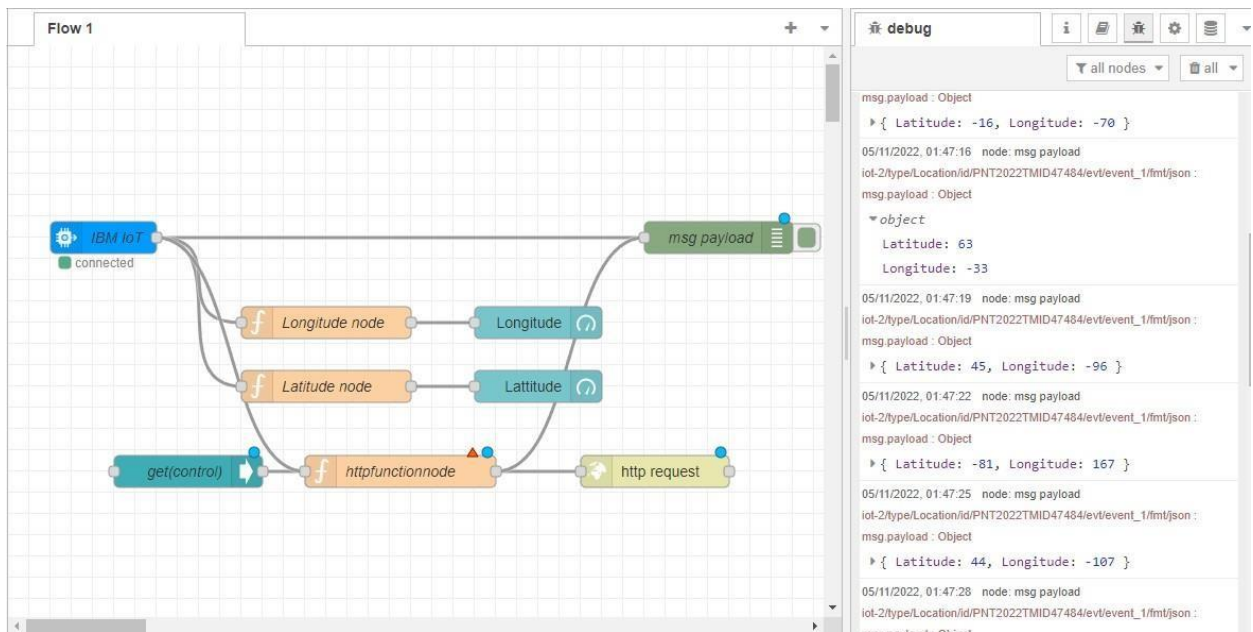 Flow 1
debug
i
all nodes
all
msg.payload : Object
{ Latitude: -16, Longitude: -70 }
05/11/2022, 01:47:16 node: msg payload
iot-2/type/Location/id/PNT2022TMID47484/evt/event_1/fmt/json :
msg.payload : Object
object
Latitude: 63
Longitude: -33
05/11/2022, 01:47:19 node: msg payload
iot-2/type/Location/id/PNT2022TMID47484/evt/event_1/fmt/json :
msg.payload : Object
{ Latitude: 45, Longitude: -96 }
05/11/2022, 01:47:22 node: msg payload
iot-2/type/Location/id/PNT2022TMID47484/evt/event_1/fmt/json :
msg.payload : Object
{ Latitude: -81, Longitude: 167 }
05/11/2022, 01:47:25 node: msg payload
iot-2/type/Location/id/PNT2022TMID47484/evt/event_1/fmt/json :
msg.payload : Object
{ Latitude: 44, Longitude: -107 }
05/11/2022, 01:47:28 node: msg payload
iot-2/type/Location/id/PNT2022TMID47484/evt/event_1/fmt/json :
IBM IoT
connected
msg payload
Longitude node
Longitude
Latitude node
Lattitude
get(control)
httpfunctionnode
http request